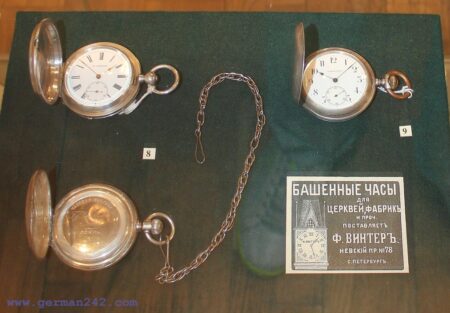 8
9
БАШЕННЫЕ ЧАСЫ
ДЛЯ
ЦЕРКВЕЙ, ФАБРИКЪ
И ПРОЧ.
ПОСТАВЛЯЕТЪ
Ф. ВИНТЕРЪ
НЕВСКІЙ ПР. № 78
С. ПЕТЕРБУРГЪ.
www.german242.com